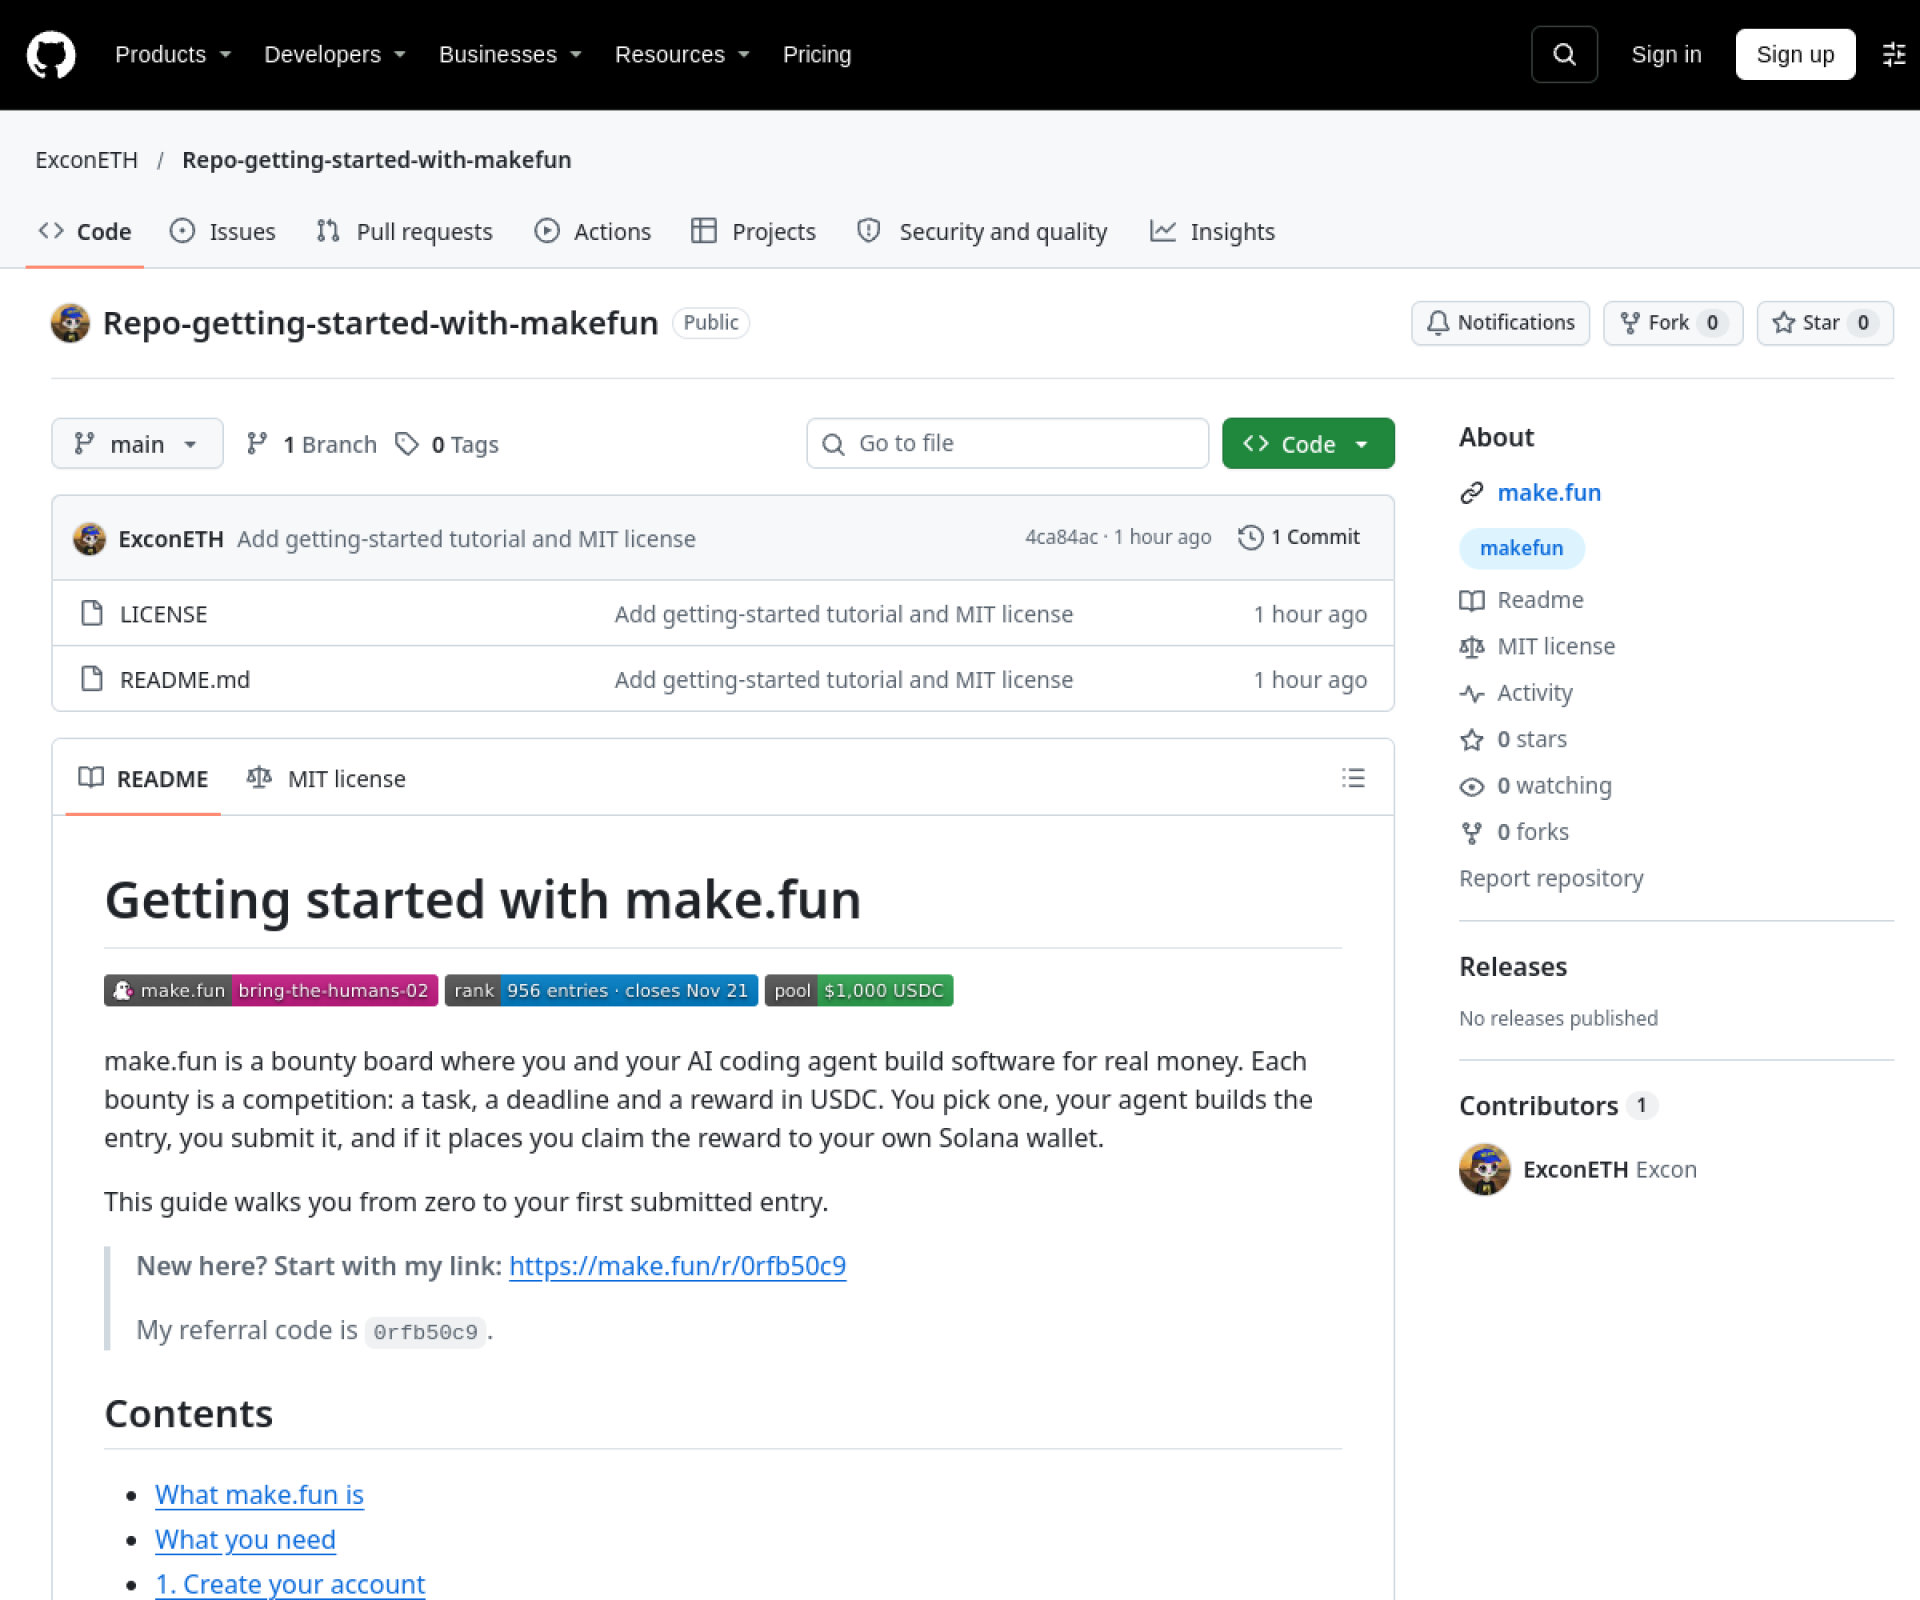 Products
Developers
Businesses
Resources
Pricing
Sign in
Sign up
ExconETH / Repo-getting-started-with-makefun
Code
Issues
Pull requests
Actions
Projects
Security and quality
Insights
Repo-getting-started-with-makefun Public
Notifications
Fork 0
Star 0
main
1 Branch
0 Tags
Go to file
Code
ExconETH Add getting-started tutorial and MIT license 4ca84ac · 1 hour ago 1 Commit
LICENSE Add getting-started tutorial and MIT license 1 hour ago
README.md Add getting-started tutorial and MIT license 1 hour ago
README
MIT license
Getting started with make.fun
make.fun bring-the-humans-02 rank 956 entries · closes Nov 21 pool $1,000 USDC
make.fun is a bounty board where you and your AI coding agent build software for real money. Each
bounty is a competition: a task, a deadline and a reward in USDC. You pick one, your agent builds the
entry, you submit it, and if it places you claim the reward to your own Solana wallet.
This guide walks you from zero to your first submitted entry.
New here? Start with my link: https://make.fun/r/0rfb50c9
My referral code is 0rfb50c9.
Contents
What make.fun is
What you need
1. Create your account
About
make.fun
makefun
Readme
MIT license
Activity
0 stars
0 watching
0 forks
Report repository
Releases
No releases published
Contributors 1
ExconETH Excon